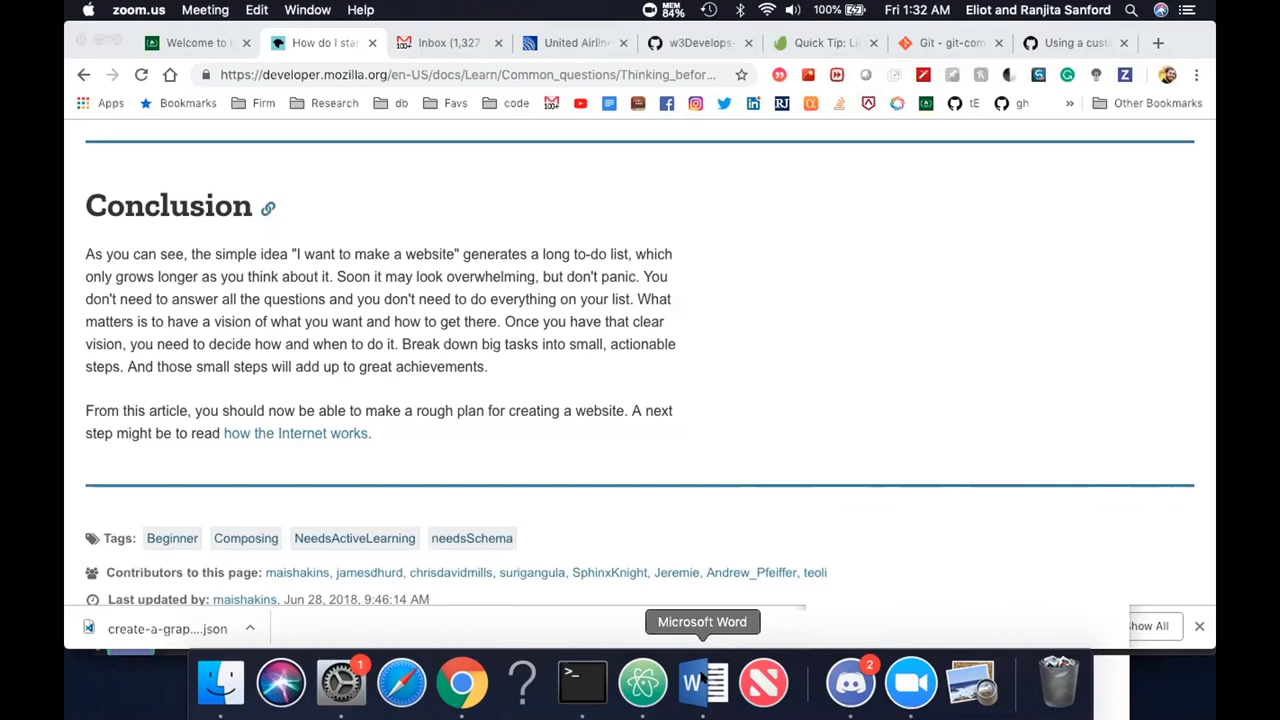 zoom.us Meeting Edit Window Help MEM 84% 100% Fri 1:32 AM Eliot and Ranjita Sanford
Welcome to How do I star Inbox (1,327 United Airlin w3Develops- Quick Tip: Li Git - git-com Using a cust
https://developer.mozilla.org/en-US/docs/Learn/Common_questions/Thinking_befor...
Apps Bookmarks Firm Research db Favs code 100+ tE gh » Other Bookmarks
Conclusion
As you can see, the simple idea "I want to make a website" generates a long to-do list, which
only grows longer as you think about it. Soon it may look overwhelming, but don't panic. You
don't need to answer all the questions and you don't need to do everything on your list. What
matters is to have a vision of what you want and how to get there. Once you have that clear
vision, you need to decide how and when to do it. Break down big tasks into small, actionable
steps. And those small steps will add up to great achievements.
From this article, you should now be able to make a rough plan for creating a website. A next
step might be to read how the Internet works.
Tags: Beginner Composing NeedsActiveLearning needsSchema
Contributors to this page: maishakins, jamesdhurd, chrisdavidmills, surigangula, SphinxKnight, Jeremie, Andrew_Pfeiffer, teoli
Last updated by: maishakins, Jun 28, 2018, 9:46:14 AM
Microsoft Word
create-a-grap....json how All
1 2